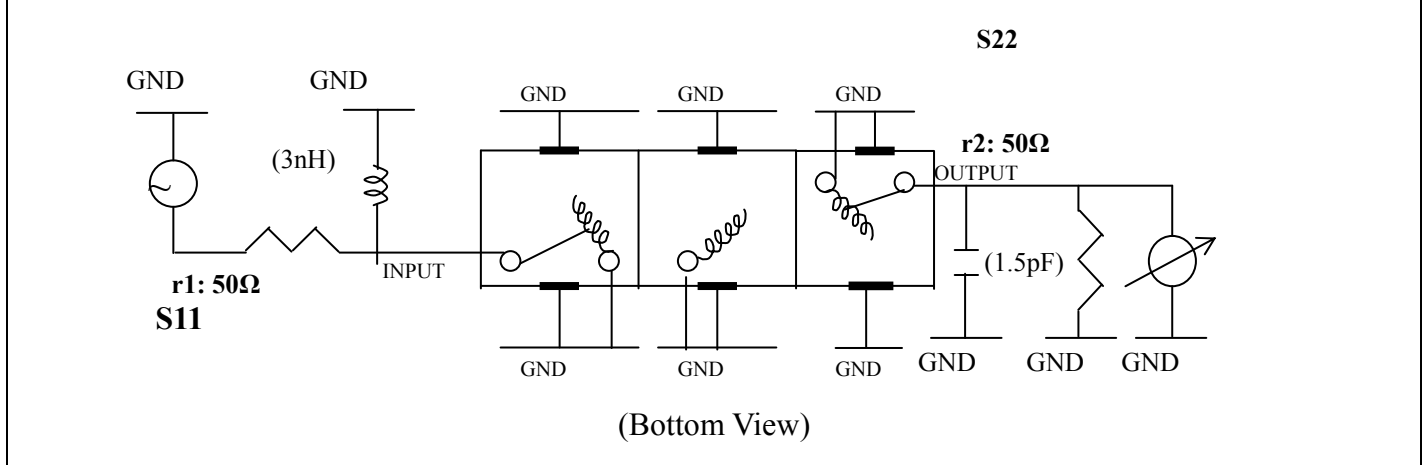 S22
GND
GND
GND
GND
GND
(3nH)
r2: 50Ω
OUTPUT
INPUT
(1.5pF)
r1: 50Ω
S11
GND
GND
GND
GND
GND
GND
(Bottom View)